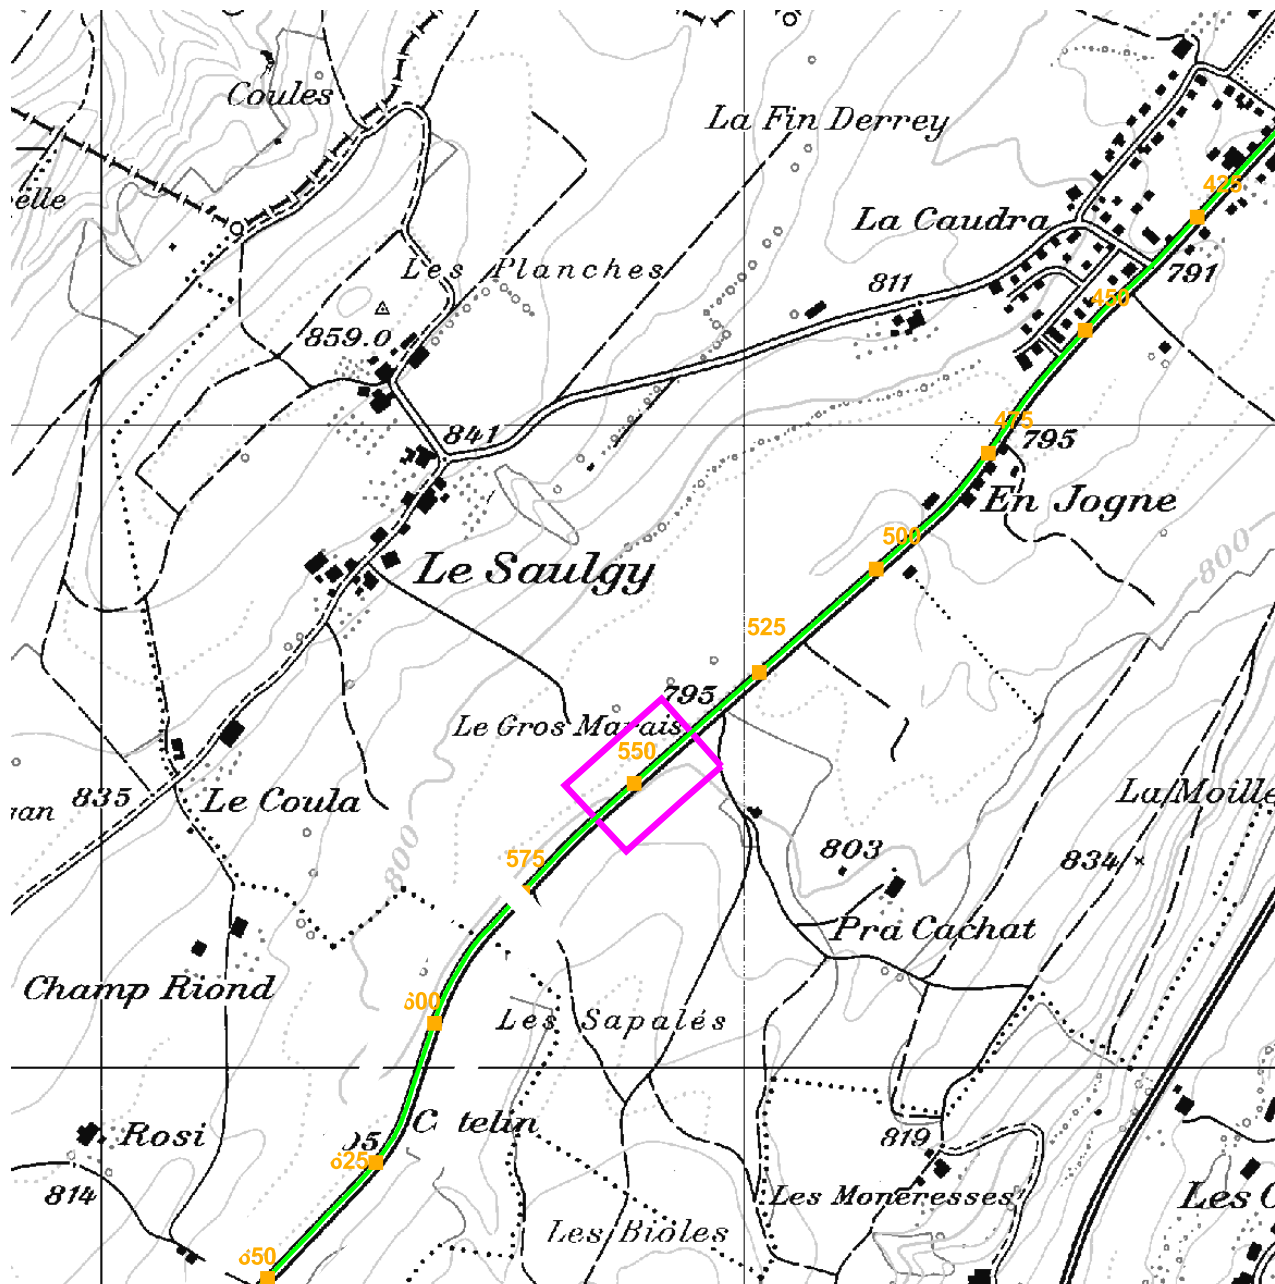 Coules
La Fin Derrey
425
elle
La Caudra
Les Planches
811
791
450
859.0
475
841
795
En Jogne
500
800
Le Saulgy
525
795
Le Gros Marais
550
835
Le Coula
La Moille
van
800
575
803
834
Pra Cachat
Champ Riond
600
Les Sapalés
C telin
Rosi
625
819
814
Les Moneresses
Les
Les Bioles
650